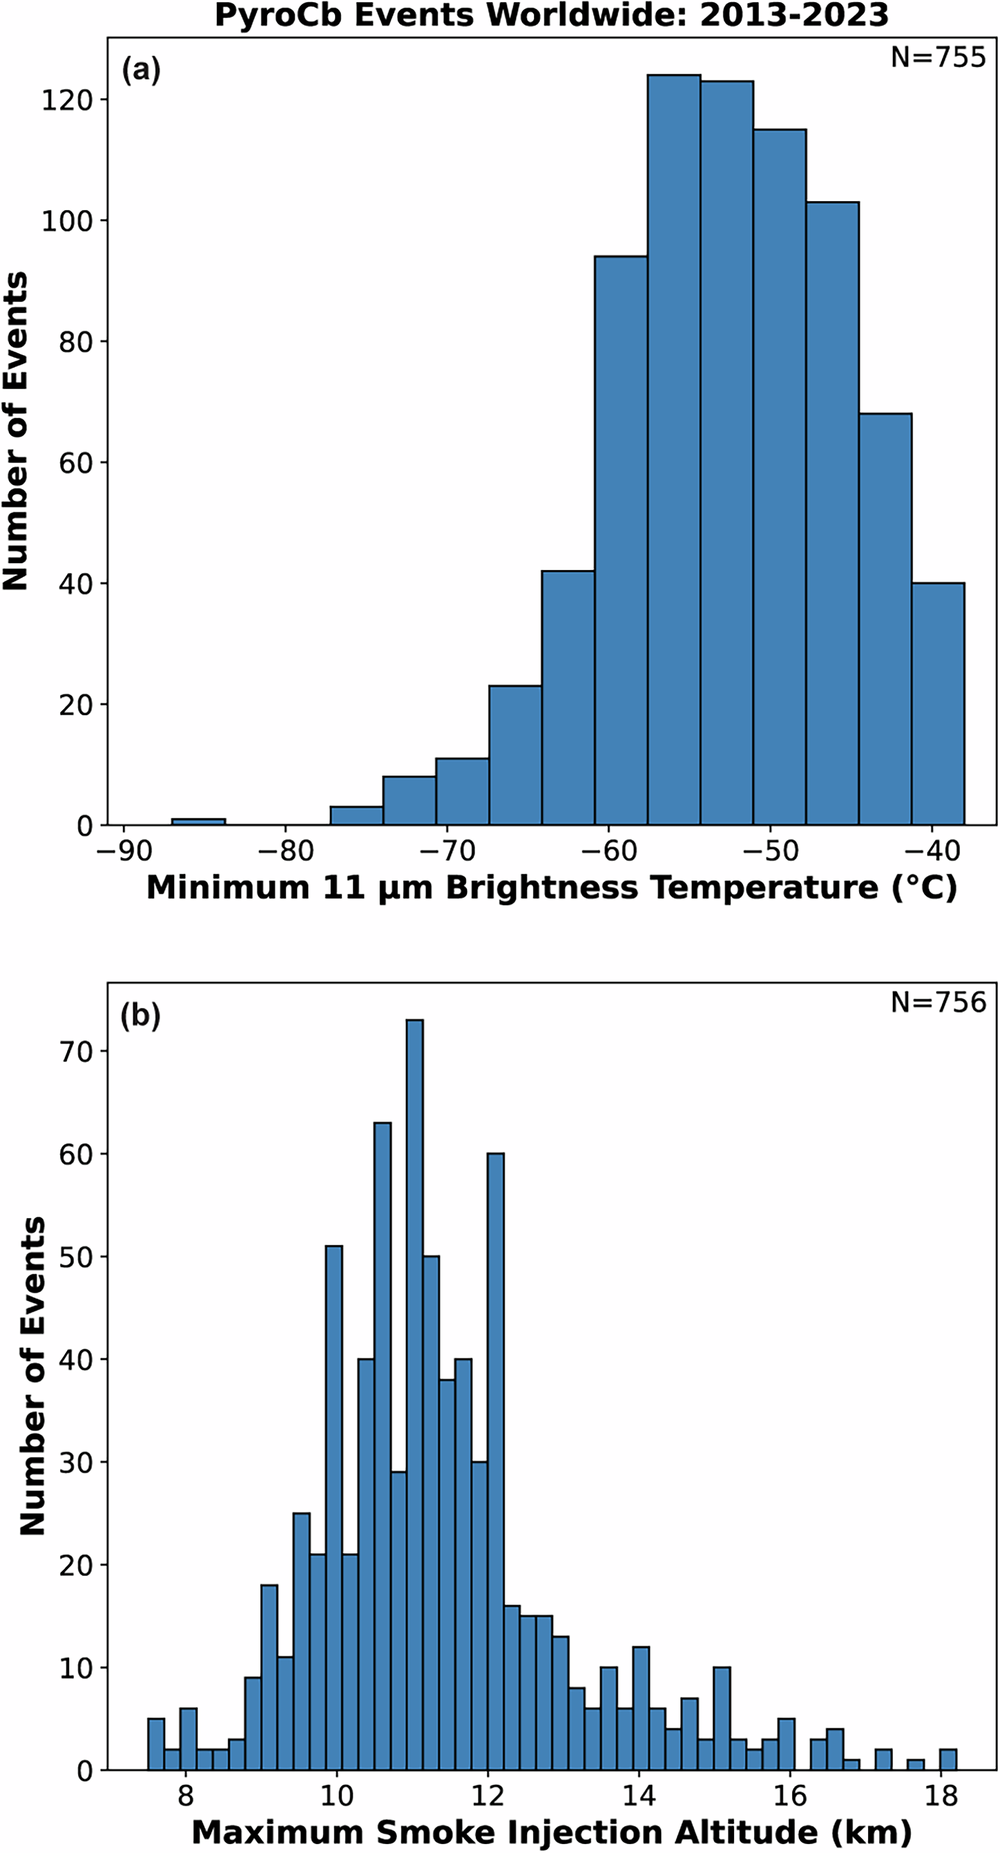 PyroCb Events Worldwide: 2013-2023
(a)
N=755
120
100
80
60
40
20
0
Number of Events
−90 −80 −70 −60 −50 −40
Minimum 11 μm Brightness Temperature (°C)
(b)
N=756
70
60
50
40
30
20
10
0
Number of Events
8 10 12 14 16 18
Maximum Smoke Injection Altitude (km)